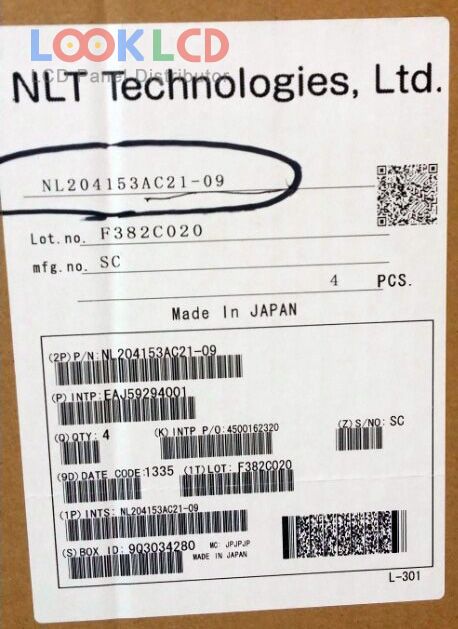 LOOKLCD
LCD Panel Distributor
NLT Technologies, Ltd.
NL204153AC21-09
Lot.no. F382C020
mfg.no. SC
4 PCS.
Made In JAPAN
(2P)P/N:NL204153AC21-09
(P)INTP:EAJ59294001
(Q)QTY:4 (K)INTP P/O:4500162320 (Z)S/NO:SC
(9D)DATE CODE:1335 (1T)LOT: F382C020
(1P)INTS: NL204153AC21-09
(S)BOX ID:903034280 MC: JPJPJP
MADE IN JAPAN
L-301